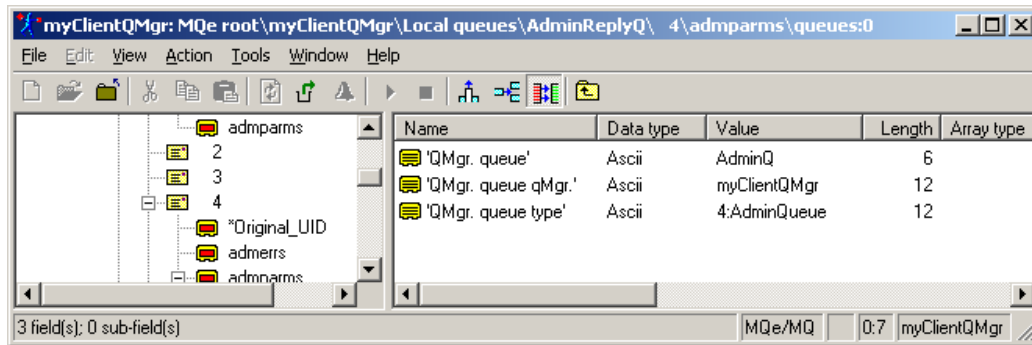 *myClientQMgr: MQe root\myClientQMgr\Local queues\AdminReplyQ\   4\admparms\queues:0
File Edit View Action Tools Window Help
admparms
2
3
4
*Original_UID
admerrs
admparms
Name Data type Value Length Array type
'QMgr. queue' Ascii AdminQ 6
'QMgr. queue qMgr.' Ascii myClientQMgr 12
'QMgr. queue type' Ascii 4:AdminQueue 12
3 field(s); 0 sub-field(s) MQe/MQ 0:7 myClientQMgr